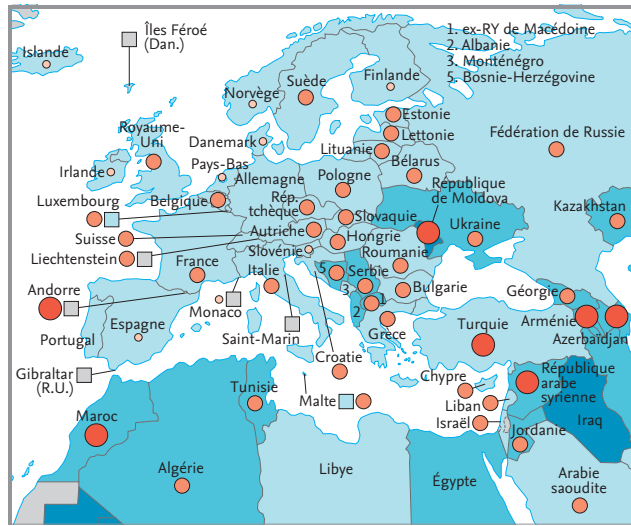 1. ex-RY de Macédoine
2. Albanie
3. Monténégro
5. Bosnie-Herzégovine
Îles Féroé
(Dan.)
Islande
Finlande
Suède
Norvège
Estonie
Royaume-
Uni
Danemark
Lettonie
Fédération de Russie
Lituanie
Irlande
Pays-Bas
Bélarus
Allemagne
Pologne
République
de Moldova
Luxembourg
Belgique
Rép.
tchèque
Kazakhstan
Slovaquie
Autriche
Ukraine
Suisse
Hongrie
Slovénie
Liechtenstein
Roumanie
France
Italie
5
Serbie
Andorre
3
Bulgarie
Géorgie
1
2
Monaco
Arménie
Espagne
Portugal
Saint-Marin
Grèce
Turquie
Azerbaïdjan
Croatie
Gibraltar
(R.U.)
Chypre
République
arabe
syrienne
Tunisie
Malte
Liban
Maroc
Israël
Iraq
Jordanie
Algérie
Libye
Égypte
Arabie
saoudite